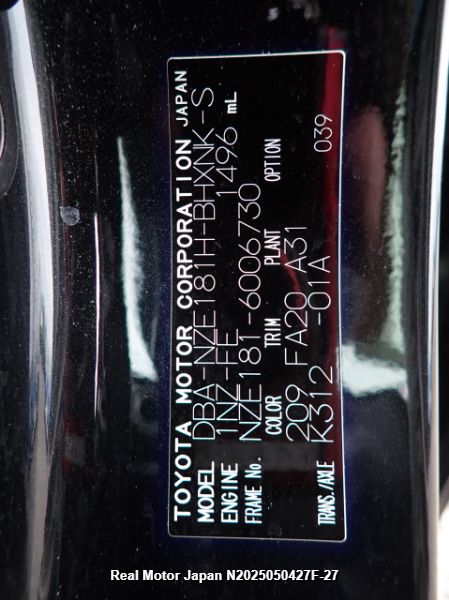 TOYOTA MOTOR CORPORATION JAPAN
MODEL DBA-NZE181H-BHXNK-S
ENGINE 1NZ-FE 1496 mL
FRAME No. NZE181-6006730
COLOR TRIM PLANT OPTION
209 FA20 A31
TRANS./AXLE K312 -01A 039
Real Motor Japan N2025050427F-27